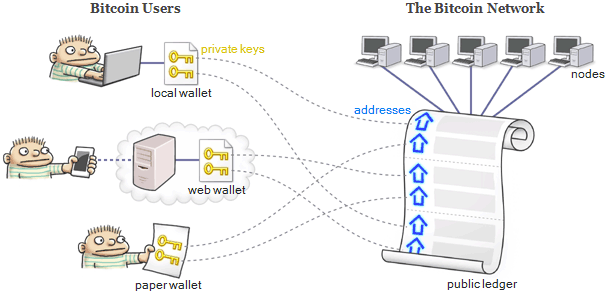 Bitcoin Users
The Bitcoin Network
private keys
local wallet
nodes
addresses
web wallet
paper wallet
public ledger